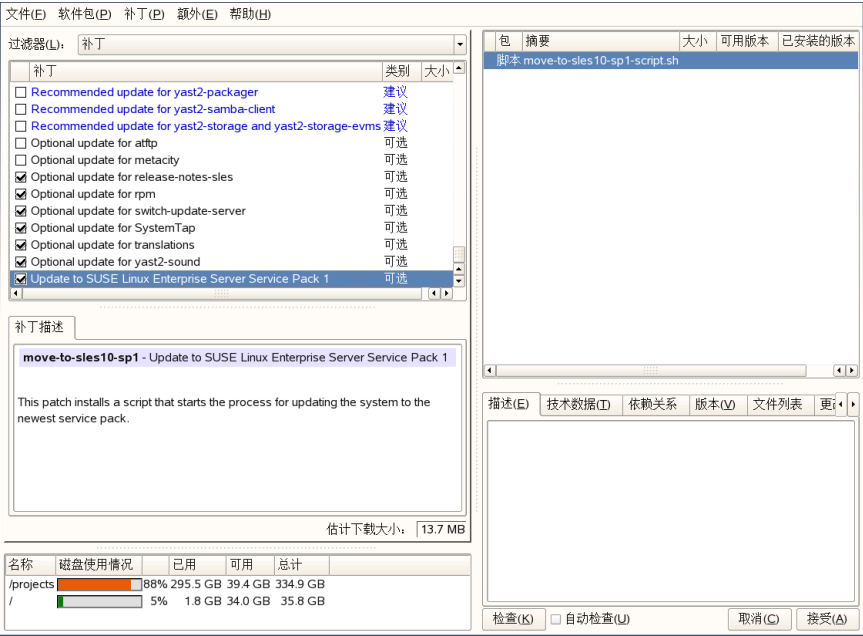 文件(F) 软件包(P) 补丁(P) 额外(E) 帮助(H)
过滤器(L): 补丁
补丁 类别 大小
Recommended update for yast2-packager 建议
Recommended update for yast2-samba-client 建议
Recommended update for yast2-storage and yast2-storage-evms 建议
Optional update for atftp 可选
Optional update for metacity 可选
Optional update for release-notes-sles 可选
Optional update for rpm 可选
Optional update for switch-update-server 可选
Optional update for SystemTap 可选
Optional update for translations 可选
Optional update for yast2-sound 可选
Update to SUSE Linux Enterprise Server Service Pack 1 可选
补丁描述
move-to-sles10-sp1 - Update to SUSE Linux Enterprise Server Service Pack 1
This patch installs a script that starts the process for updating the system to the
newest service pack.
估计下载大小: 13.7 MB
名称 磁盘使用情况 已用 可用 总计
/projects 88% 295.5 GB 39.4 GB 334.9 GB
/ 5% 1.8 GB 34.0 GB 35.8 GB
包 摘要 大小 可用版本 已安装的版本
脚本 move-to-sles10-sp1-script.sh
描述(E) 技术数据(T) 依赖关系 版本(V) 文件列表
检查(K) 自动检查(U) 取消(C) 接受(A)